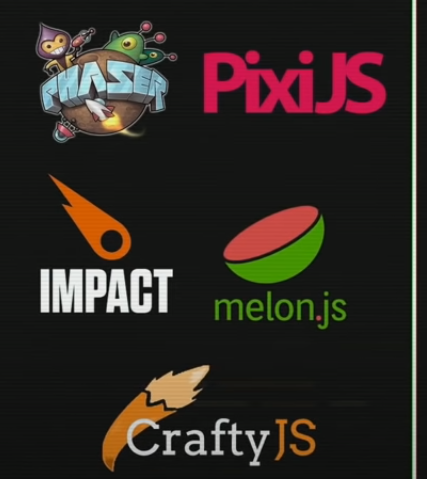 PHASER
PixiJS
IMPACT
melon.js
CraftyJS